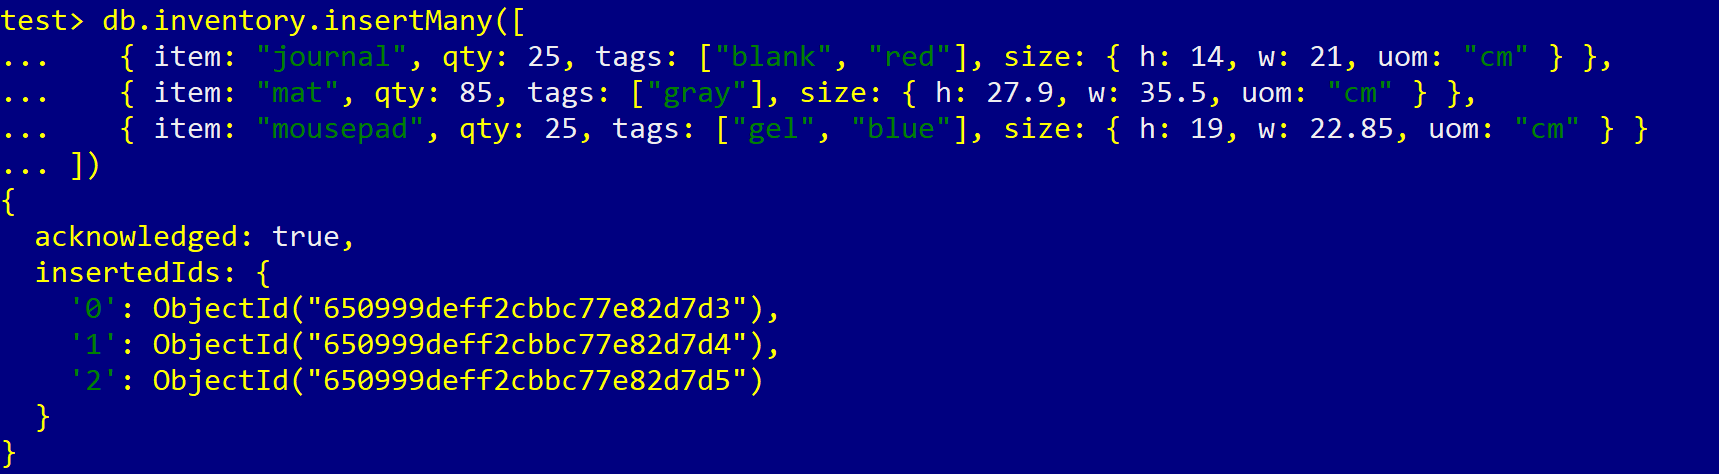 test> db.inventory.insertMany([
...    { item: "journal", qty: 25, tags: ["blank", "red"], size: { h: 14, w: 21, uom: "cm" } },
...    { item: "mat", qty: 85, tags: ["gray"], size: { h: 27.9, w: 35.5, uom: "cm" } },
...    { item: "mousepad", qty: 25, tags: ["gel", "blue"], size: { h: 19, w: 22.85, uom: "cm" } }
... ])
{
  acknowledged: true,
  insertedIds: {
    '0': ObjectId("650999deff2cbbc77e82d7d3"),
    '1': ObjectId("650999deff2cbbc77e82d7d4"),
    '2': ObjectId("650999deff2cbbc77e82d7d5")
  }
}